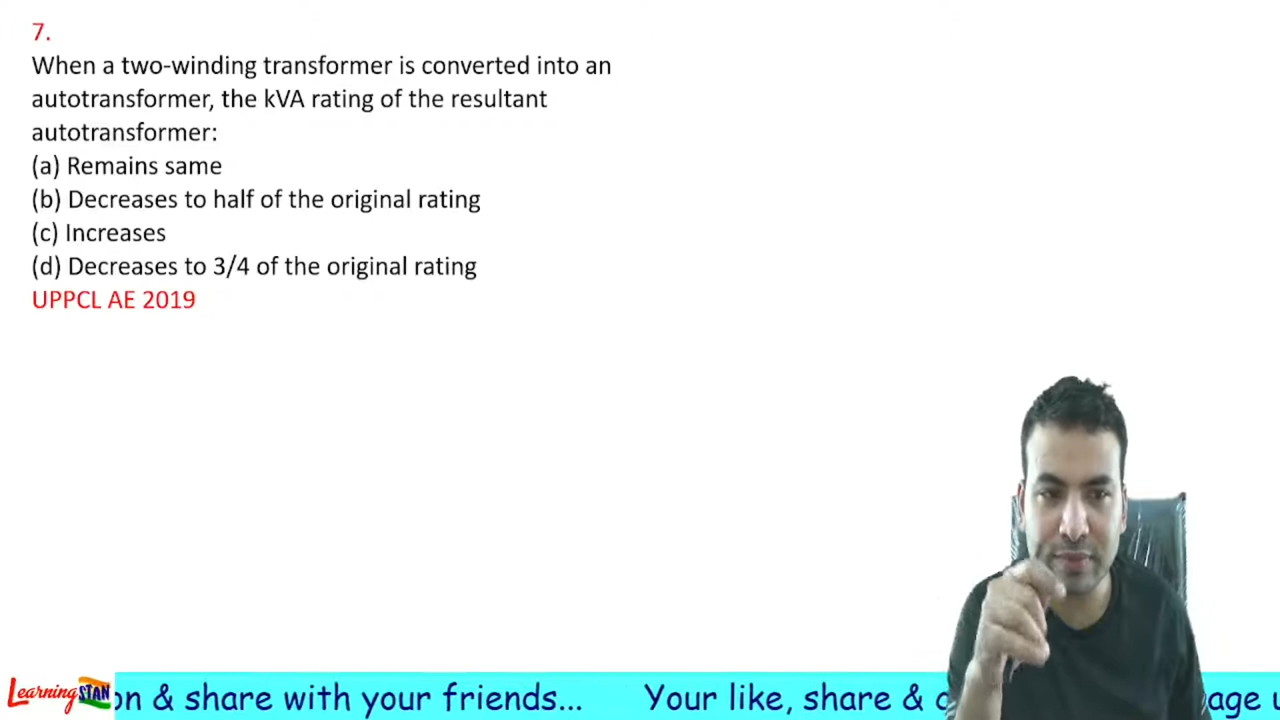 7.
When a two-winding transformer is converted into an
autotransformer, the kVA rating of the resultant
autotransformer:
(a) Remains same
(b) Decreases to half of the original rating
(c) Increases
(d) Decreases to 3/4 of the original rating
UPPCL AE 2019
LearningSTAN
on & share with your friends... Your like, share & age u